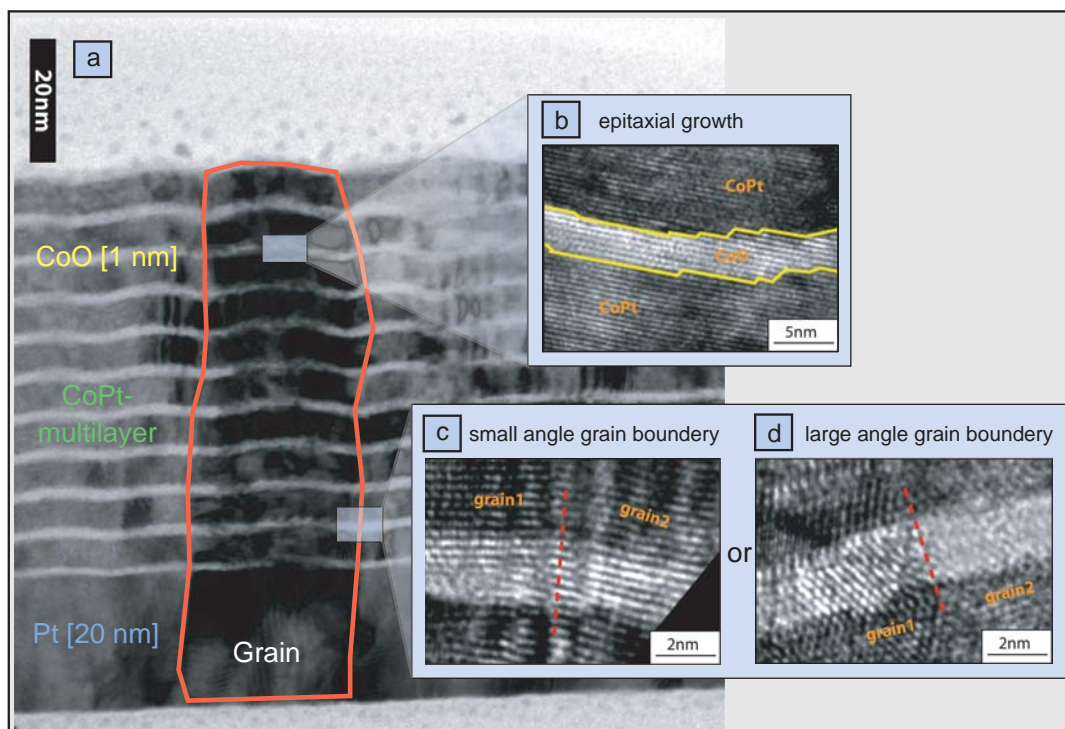 a
20nm
b epitaxial growth
CoPt
CoO
CoPt
5nm
CoO [1 nm]
CoPt-
multilayer
Pt [20 nm]
Grain
c small angle grain boundery
grain1
grain2
2nm
or
d large angle grain boundery
grain1
grain2
2nm